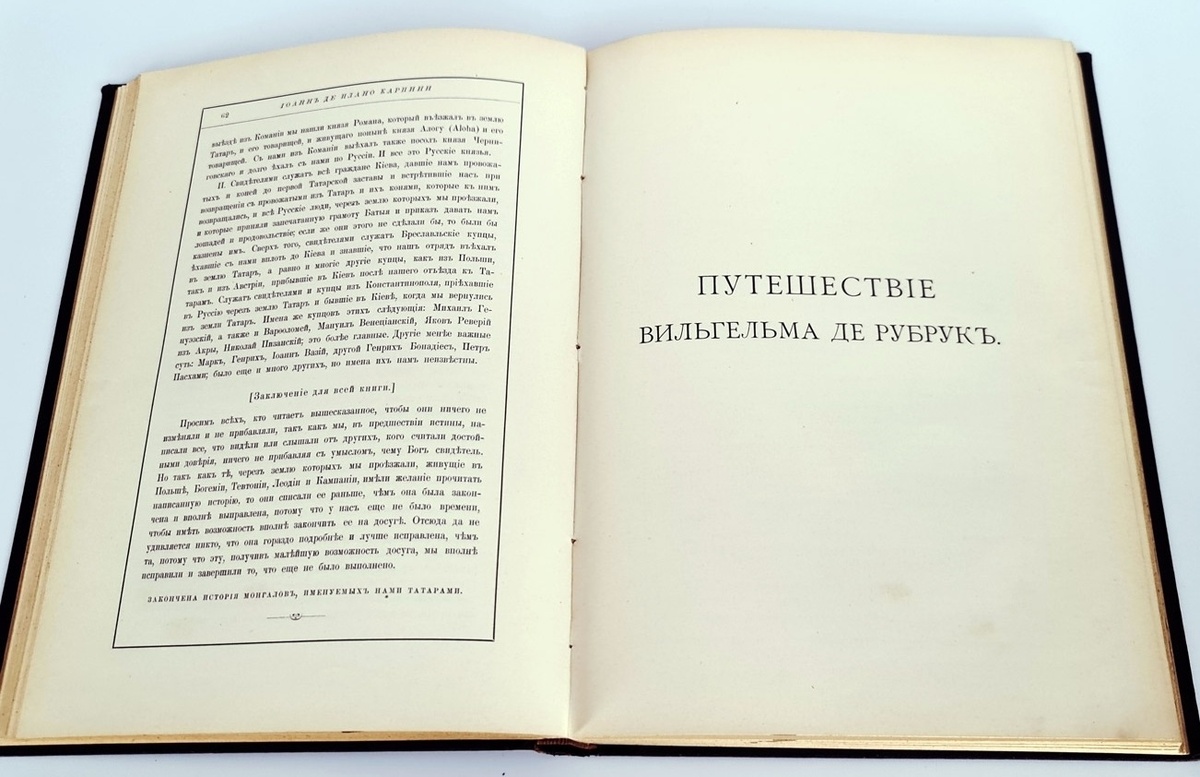 62
ІОАННЪ ДЕ ПЛАНО КАРПИНИ
выѣздѣ изъ Команіи мы нашли князя Романа, который въѣзжалъ въ землю
Татаръ, и его товарищей, и живущаго понынѣ князя Алогу (Aloha) и его
товарищей. Съ нами изъ Команіи выѣхалъ также посолъ князя Черни-
говскаго и долго ѣхалъ съ нами по Руссіи. И все это Русскіе князья.
II. Свидѣтелями служатъ всѣ граждане Кіева, давшіе намъ провожа-
тыхъ и коней до первой Татарской заставы и встрѣтившіе насъ при
возвращеніи съ провожатыми изъ Татаръ и ихъ конями, которые къ нимъ
возвращались, и всѣ Русскіе люди, черезъ землю которыхъ мы проѣзжали,
и которые приняли запечатанную грамоту Батыя и приказъ давать намъ
лошадей и продовольствіе; если же они этого не сдѣлали бы, то были бы
казнены имъ. Сверхъ того, свидѣтелями служатъ Бреславльскіе купцы,
ѣхавшіе съ нами вплоть до Кіева и знавшіе, что нашъ отрядъ въѣхалъ
въ землю Татаръ, а равно и многіе другіе купцы, какъ изъ Польши,
такъ и изъ Австріи, прибывшіе въ Кіевъ послѣ нашего отъѣзда къ Та-
тарамъ. Служатъ свидѣтелями и купцы изъ Константинополя, пріѣхавшіе
въ Руссію черезъ землю Татаръ и бывшіе въ Кіевѣ, когда мы вернулись
изъ земли Татаръ. Имена же купцовъ этихъ слѣдующія: Михаилъ Ге-
нуэзскій, а также и Варѳоломей, Мануилъ Венеціанскій, Яковъ Реверій
изъ Акры, Николай Пизанскій; это болѣе главные. Другіе менѣе важные
суть: Маркъ, Генрихъ, Іоаннъ Вазій, другой Генрихъ Бонадіесъ, Петръ
Пасхами; было еще и много другихъ, но имена ихъ намъ неизвѣстны.
[Заключеніе для всей книги.]
Просимъ всѣхъ, кто читаетъ вышесказанное, чтобы они ничего не
измѣняли и не прибавляли, такъ какъ мы, въ предшествіи истины, на-
писали все, что видѣли или слышали отъ другихъ, кого считали достой-
ными довѣрія, ничего не прибавляя съ умысломъ, чему Богъ свидѣтель.
Но такъ какъ тѣ, черезъ землю которыхъ мы проѣзжали, живущіе въ
Польшѣ, Богеміи, Тевтоніи, Леодіи и Кампаніи, имѣли желаніе прочитать
написанную исторію, то они списали ее раньше, чѣмъ она была закон-
чена и вполнѣ выправлена, потому что у насъ еще не было времени,
чтобы имѣть возможность вполнѣ закончить ее на досугѣ. Отсюда да не
удивляется никто, что она гораздо подробнѣе и лучше исправлена, чѣмъ
та, потому что эту, получивъ малѣйшую возможность досуга, мы вполнѣ
исправили и завершили то, что еще не было выполнено.
ЗАКОНЧЕНА ИСТОРІЯ МОНГАЛОВЪ, ИМЕНУЕМЫХЪ НАМИ ТАТАРАМИ.
ПУТЕШЕСТВІЕ
ВИЛЬГЕЛЬМА ДЕ РУБРУКЪ.